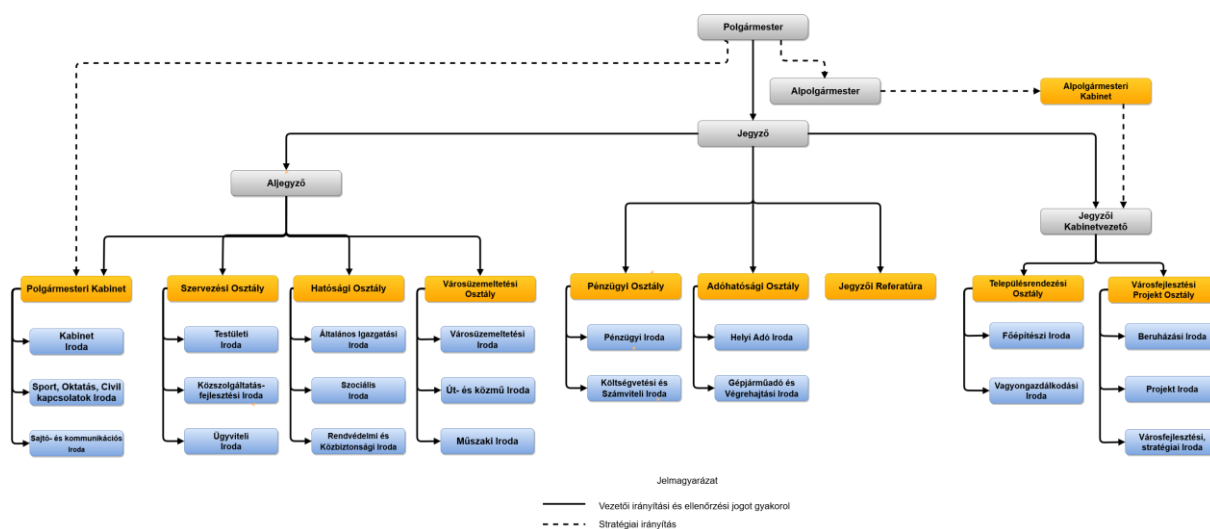 Polgármester
Alpolgármester
Alpolgármesteri
Kabinet
Jegyző
Aljegyző
Jegyzői
Kabinetvezető
Polgármesteri Kabinet
Szervezési Osztály
Hatósági Osztály
Városüzemeltetési
Osztály
Pénzügyi Osztály
Adóhatósági Osztály
Jegyzői Referatúra
Településrendezési
Osztály
Városfejlesztési
Projekt Osztály
Kabinet
Iroda
Testületi
Iroda
Általános Igazgatási
Iroda
Városüzemeltetési
Iroda
Pénzügyi Iroda
Helyi Adó Iroda
Főépítészi Iroda
Beruházási Iroda
Sport, Oktatás, Civil
kapcsolatok Iroda
Közszolgáltatás-
fejlesztési Iroda
Szociális
Iroda
Út- és közmű Iroda
Költségvetési és
Számviteli Iroda
Gépjárműadó és
Végrehajtási Iroda
Vagyongazdálkodási
Iroda
Projekt Iroda
Sajtó- és kommunikációs
Iroda
Ügyviteli
Iroda
Rendvédelmi és
Közbiztonsági Iroda
Műszaki Iroda
Városfejlesztési,
stratégiai Iroda
Jelmagyarázat
Vezetői irányítási és ellenőrzési jogot gyakorol
Stratégiai irányítás